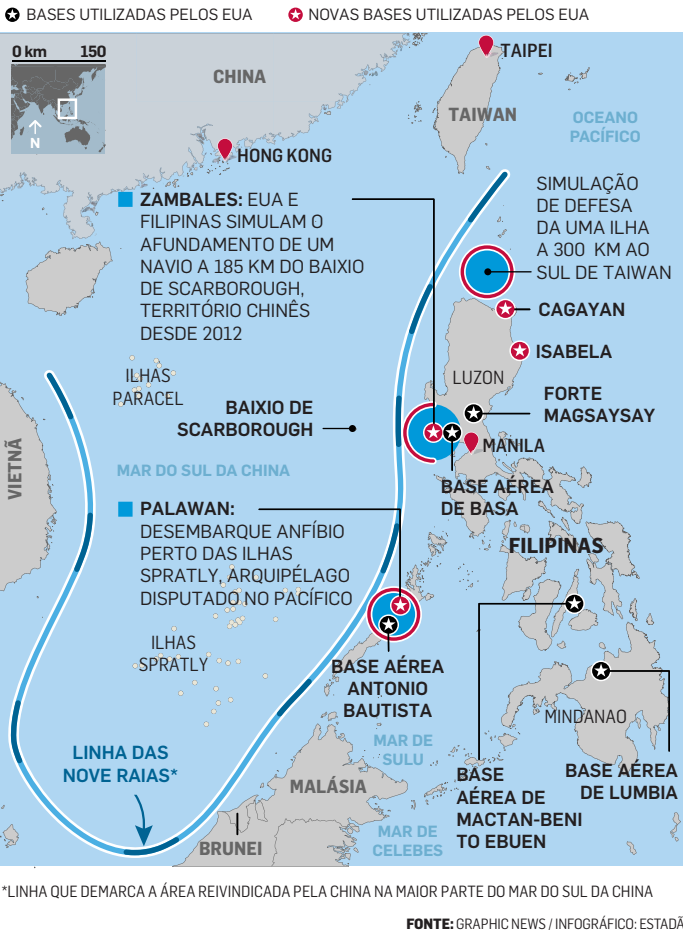 BASES UTILIZADAS PELOS EUA
NOVAS BASES UTILIZADAS PELOS EUA
0 km 150
N
CHINA
TAIPEI
TAIWAN
OCEANO
PACÍFICO
HONG KONG
ZAMBALES: EUA E
FILIPINAS SIMULAM O
AFUNDAMENTO DE UM
NAVIO A 185 KM DO BAIXIO
DE SCARBOROUGH,
TERRITÓRIO CHINÊS
DESDE 2012
SIMULAÇÃO
DE DEFESA
DA UMA ILHA
A 300 KM AO
SUL DE TAIWAN
CAGAYAN
ISABELA
LUZON
ILHAS
PARACEL
FORTE
MAGSAYSAY
BAIXIO DE
SCARBOROUGH
MANILA
VIETNÃ
MAR DO SUL DA CHINA
BASE AÉREA
DE BASA
PALAWAN:
DESEMBARQUE ANFÍBIO
PERTO DAS ILHAS
SPRATLY, ARQUIPÉLAGO
DISPUTADO NO PACÍFICO
FILIPINAS
ILHAS
SPRATLY
BASE AÉREA
ANTONIO
BAUTISTA
MINDANAO
MAR DE
SULU
LINHA DAS
NOVE RAIAS*
MALÁSIA
BASE
AÉREA DE
MACTAN-BENI
TO EBUEN
BASE AÉREA
DE LUMBIA
BRUNEI
MAR DE
CELEBES
*LINHA QUE DEMARCA A ÁREA REIVINDICADA PELA CHINA NA MAIOR PARTE DO MAR DO SUL DA CHINA
FONTE: GRAPHIC NEWS / INFOGRÁFICO: ESTADÃ